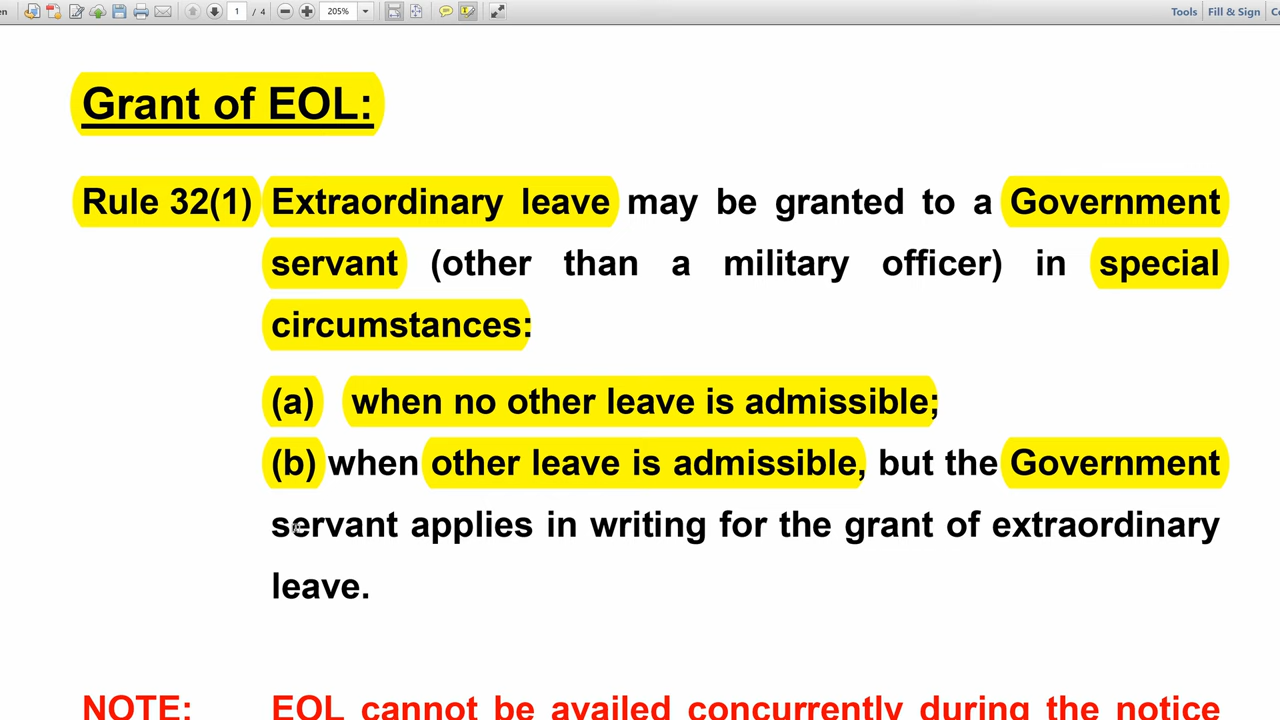 en 1 / 4 205% Tools Fill & Sign
Grant of EOL:
Rule 32(1) Extraordinary leave may be granted to a Government
servant (other than a military officer) in special
circumstances:
(a) when no other leave is admissible;
(b) when other leave is admissible, but the Government
servant applies in writing for the grant of extraordinary
leave.
NOTE: EOL cannot be availed concurrently during the notice